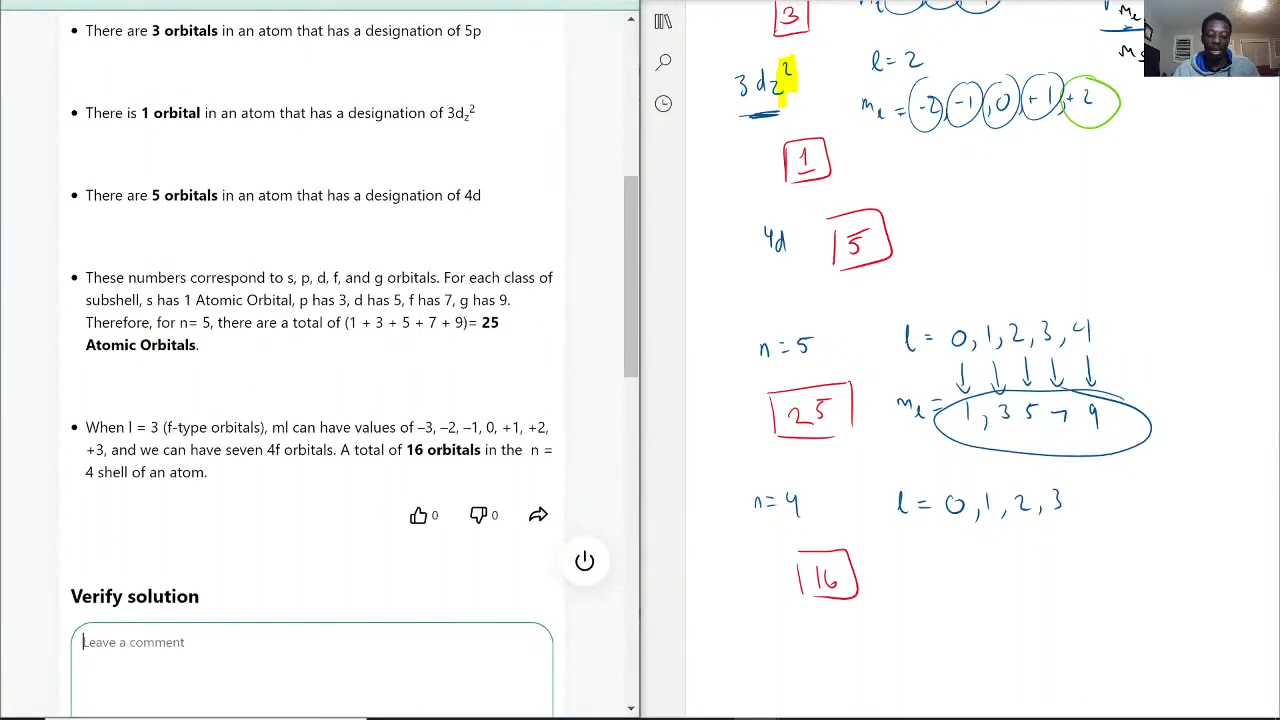 • There are 3 orbitals in an atom that has a designation of 5p
• There is 1 orbital in an atom that has a designation of 3dz²
• There are 5 orbitals in an atom that has a designation of 4d
• These numbers correspond to s, p, d, f, and g orbitals. For each class of
subshell, s has 1 Atomic Orbital, p has 3, d has 5, f has 7, g has 9.
Therefore, for n= 5, there are a total of (1 + 3 + 5 + 7 + 9)= 25
Atomic Orbitals.
• When l = 3 (f-type orbitals), ml can have values of –3, –2, –1, 0, +1, +2,
+3, and we can have seven 4f orbitals. A total of 16 orbitals in the n =
4 shell of an atom.
0 0
Verify solution
Leave a comment
3
3dz²
l = 2
ml = -2, -1, 0, +1, +2
1
4d 5
n = 5 l = 0, 1, 2, 3, 4
25 ml = 1, 3 5 7 9
n = 4 l = 0, 1, 2, 3
16